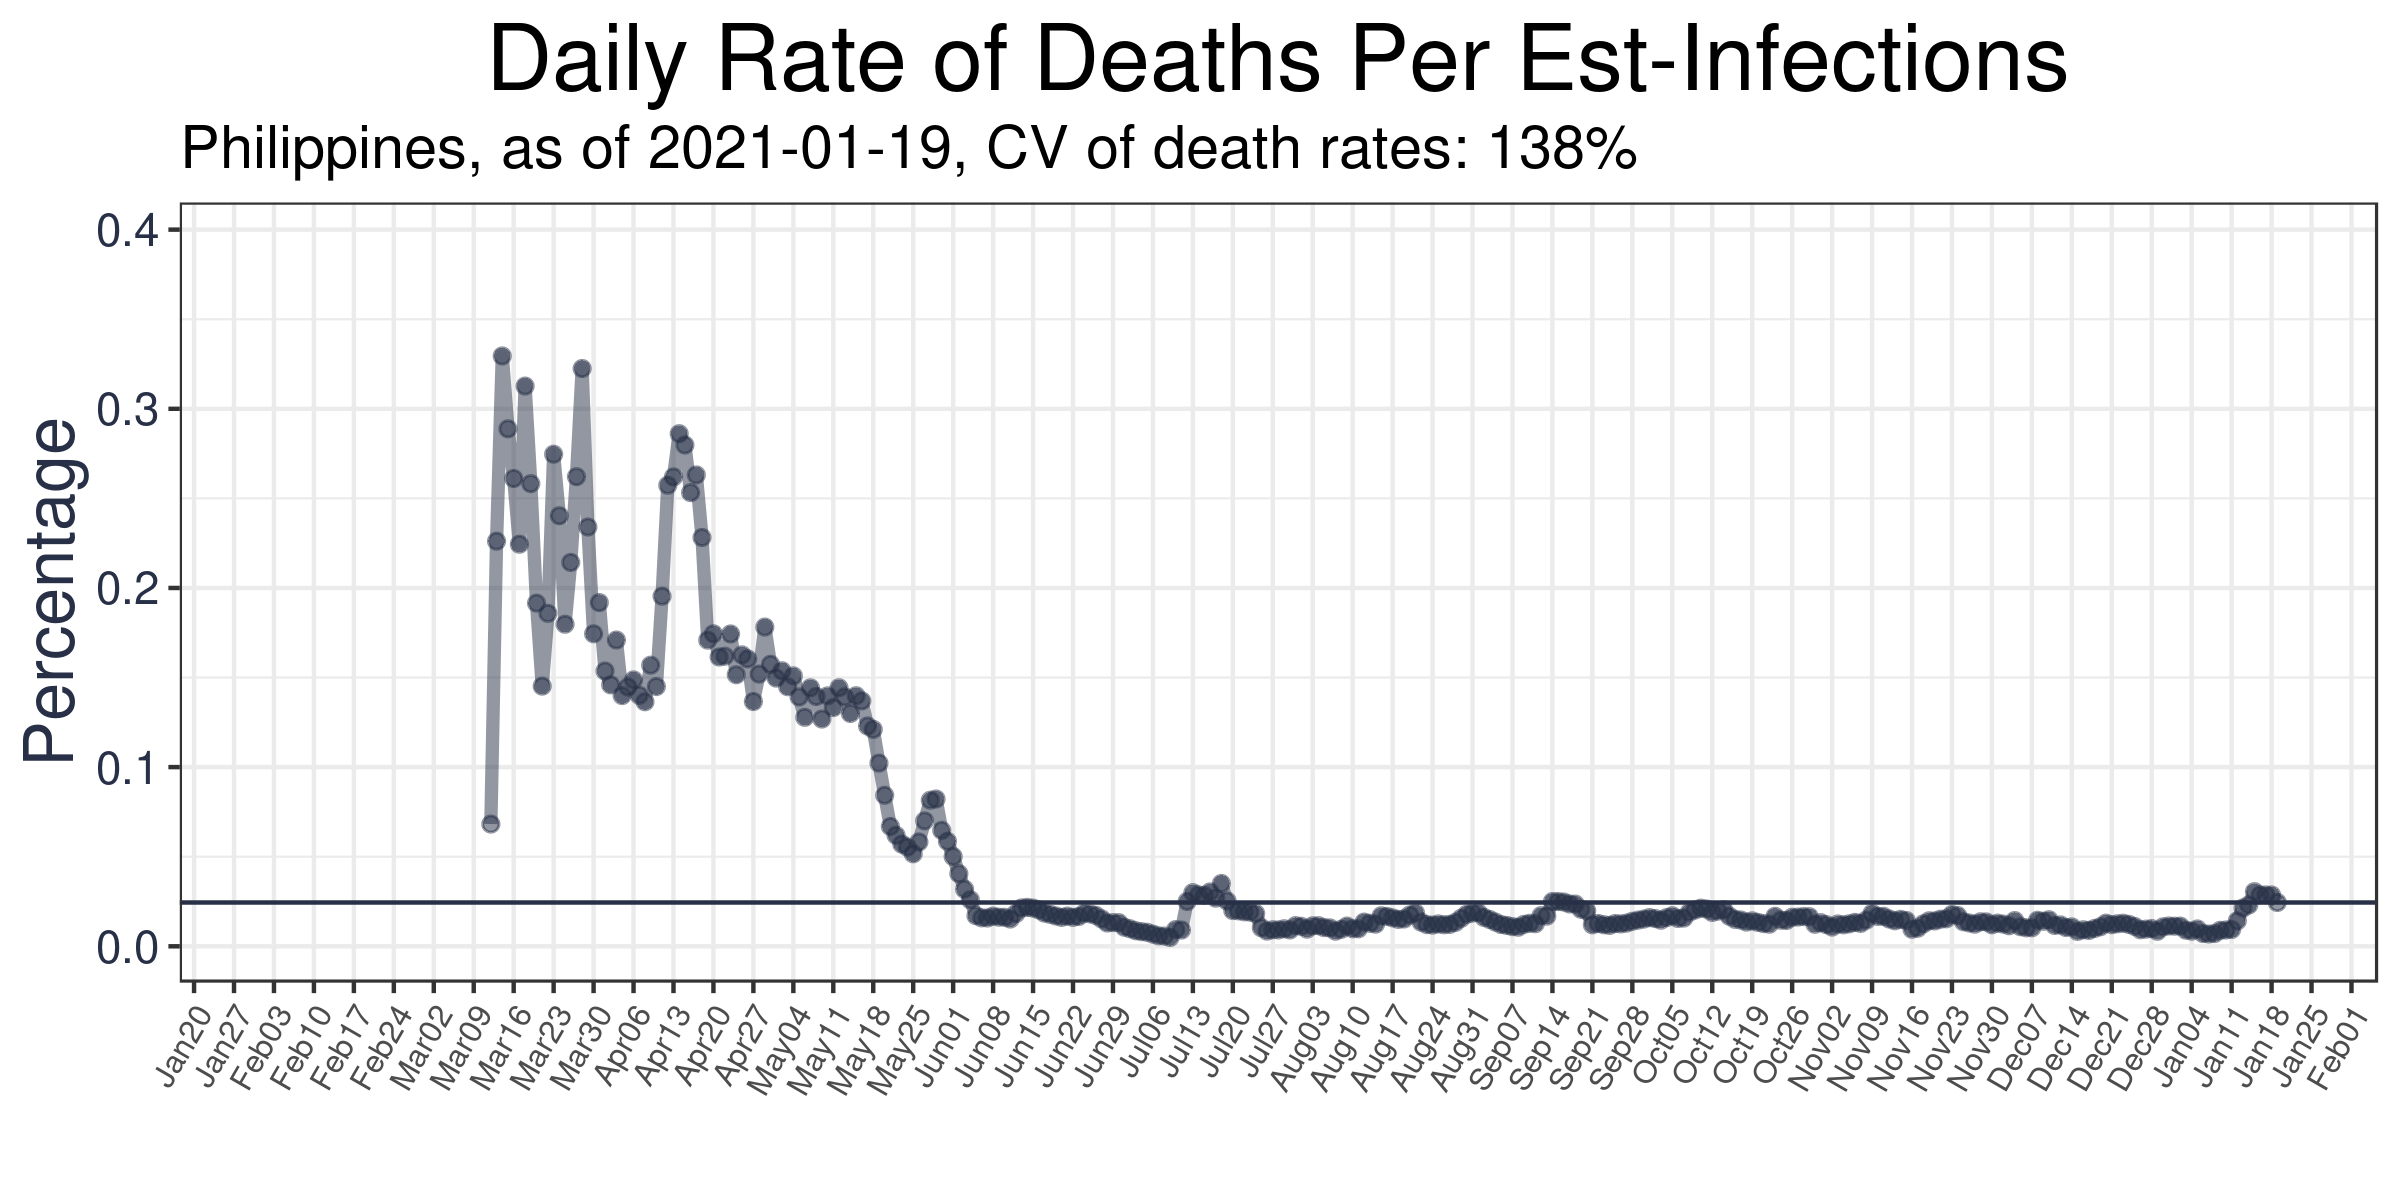 Daily Rate of Deaths Per Est-Infections
Philippines, as of 2021-01-19, CV of death rates: 138%
Percentage
0.4
0.3
0.2
0.1
0.0
Jan20 Jan27 Feb03 Feb10 Feb17 Feb24 Mar02 Mar09 Mar16 Mar23 Mar30 Apr06 Apr13 Apr20 Apr27 May04 May11 May18 May25 Jun01 Jun08 Jun15 Jun22 Jun29 Jul06 Jul13 Jul20 Jul27 Aug03 Aug10 Aug17 Aug24 Aug31 Sep07 Sep14 Sep21 Sep28 Oct05 Oct12 Oct19 Oct26 Nov02 Nov09 Nov16 Nov23 Nov30 Dec07 Dec14 Dec21 Dec28 Jan04 Jan11 Jan18 Jan25 Feb01